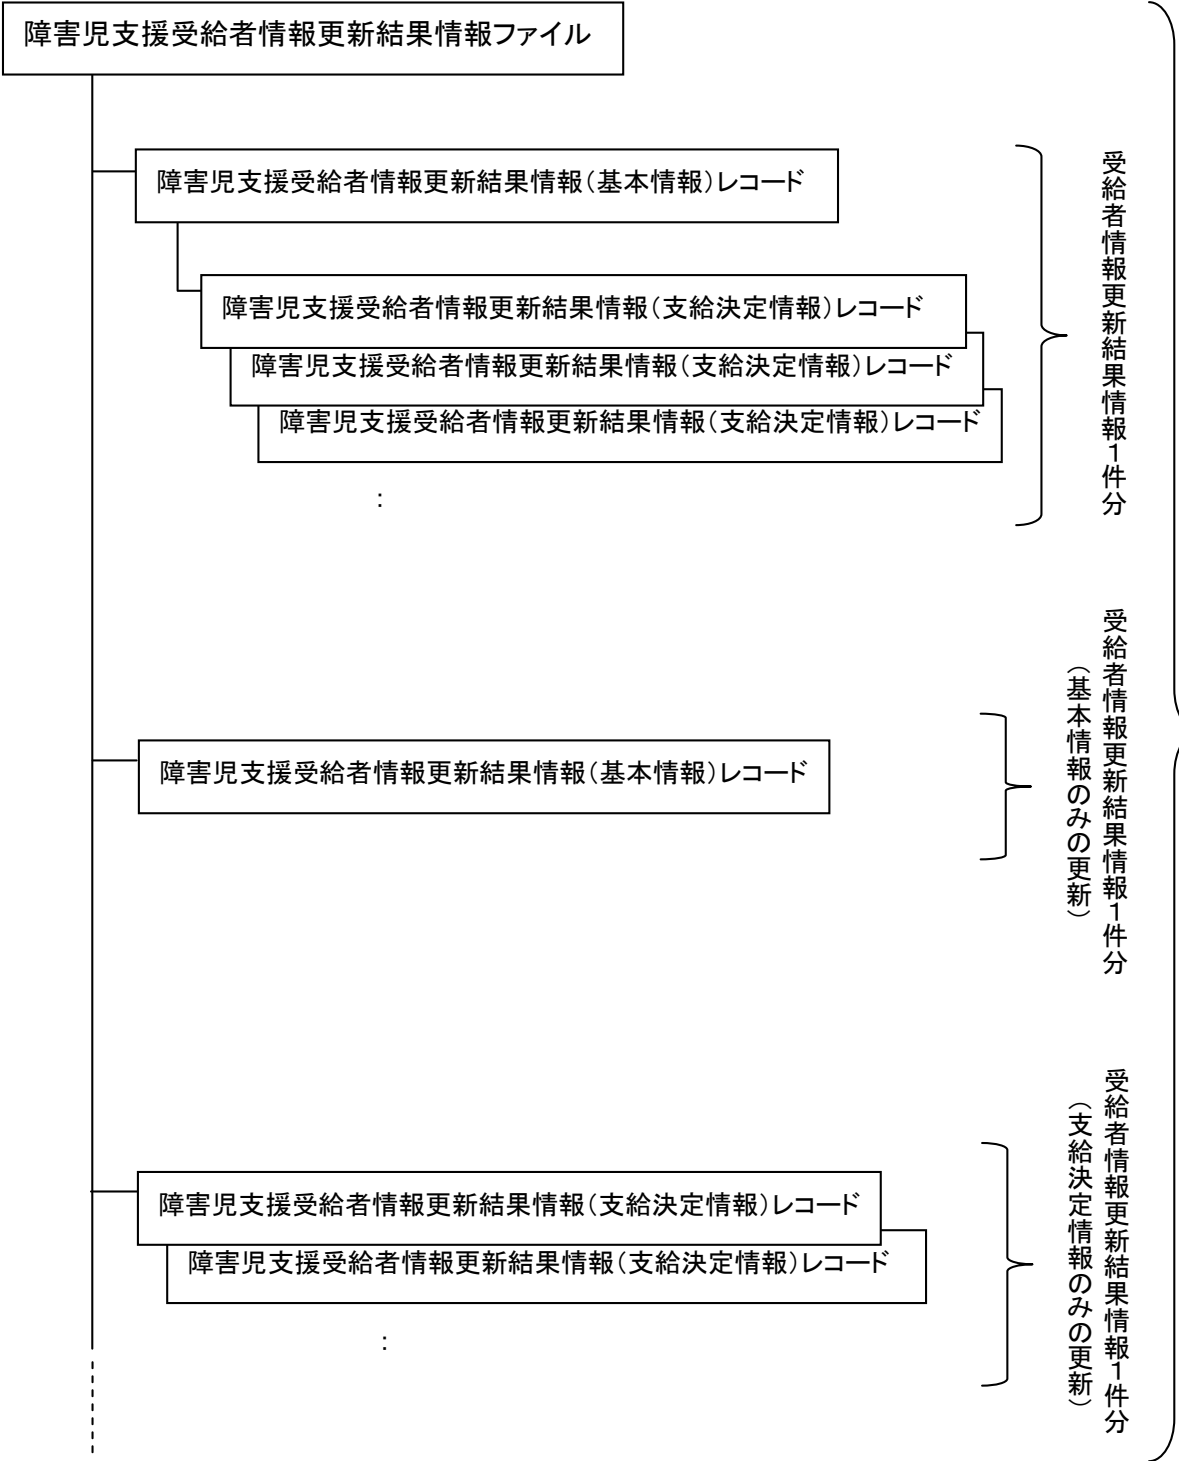 障害児支援受給者情報更新結果情報ファイル
障害児支援受給者情報更新結果情報(基本情報)レコード
障害児支援受給者情報更新結果情報(支給決定情報)レコード
障害児支援受給者情報更新結果情報(支給決定情報)レコード
障害児支援受給者情報更新結果情報(支給決定情報)レコード
:
受給者情報更新結果情報1件分
障害児支援受給者情報更新結果情報(基本情報)レコード
受給者情報更新結果情報1件分
(基本情報のみの更新)
障害児支援受給者情報更新結果情報(支給決定情報)レコード
障害児支援受給者情報更新結果情報(支給決定情報)レコード
:
受給者情報更新結果情報1件分
(支給決定情報のみの更新)